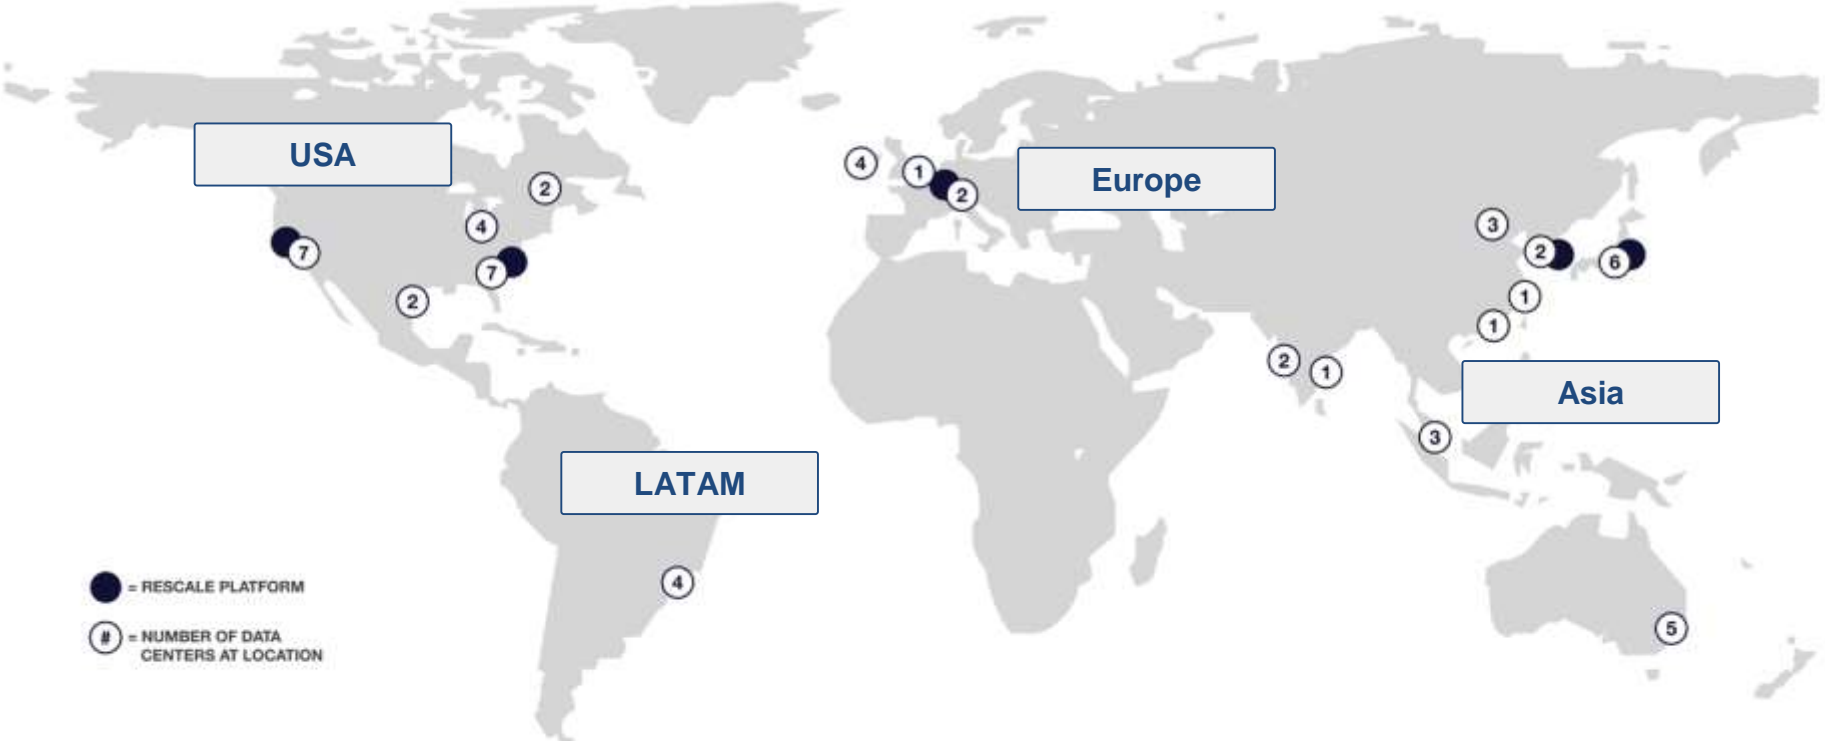 USA
Europe
2
4
1
2
4
3
7
7
2
6
2
1
1
2
1
Asia
3
LATAM
4
= RESCALE PLATFORM
5
# = NUMBER OF DATA
CENTERS AT LOCATION